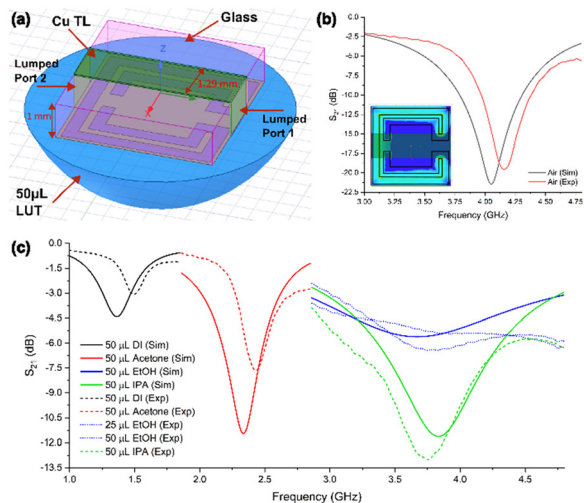 (a)
Glass
Cu TL
Lumped
Port 2
Z
1.29 mm
X
1 mm
Lumped
Port 1
50µL
LUT
(b)
-2.5
-5.0
-7.5
-10.0
-12.5
-15.0
-17.5
-20.0
-22.5
S21 (dB)
Air (Sim)
Air (Exp)
3.00 3.25 3.50 3.75 4.00 4.25 4.50 4.75
Frequency (GHz)
(c)
0.0
-1.5
-3.0
-4.5
-6.0
-7.5
-9.0
-10.5
-12.0
-13.5
S21 (dB)
50 µL DI (Sim)
50 µL Acetone (Sim)
50 µL EtOH (Sim)
50 µL IPA (Sim)
50 µL DI (Exp)
50 µL Acetone (Exp)
25 µL EtOH (Exp)
50 µL EtOH (Exp)
50 µL IPA (Exp)
1.0 1.5 2.0 2.5 3.0 3.5 4.0 4.5
Frequency (GHz)